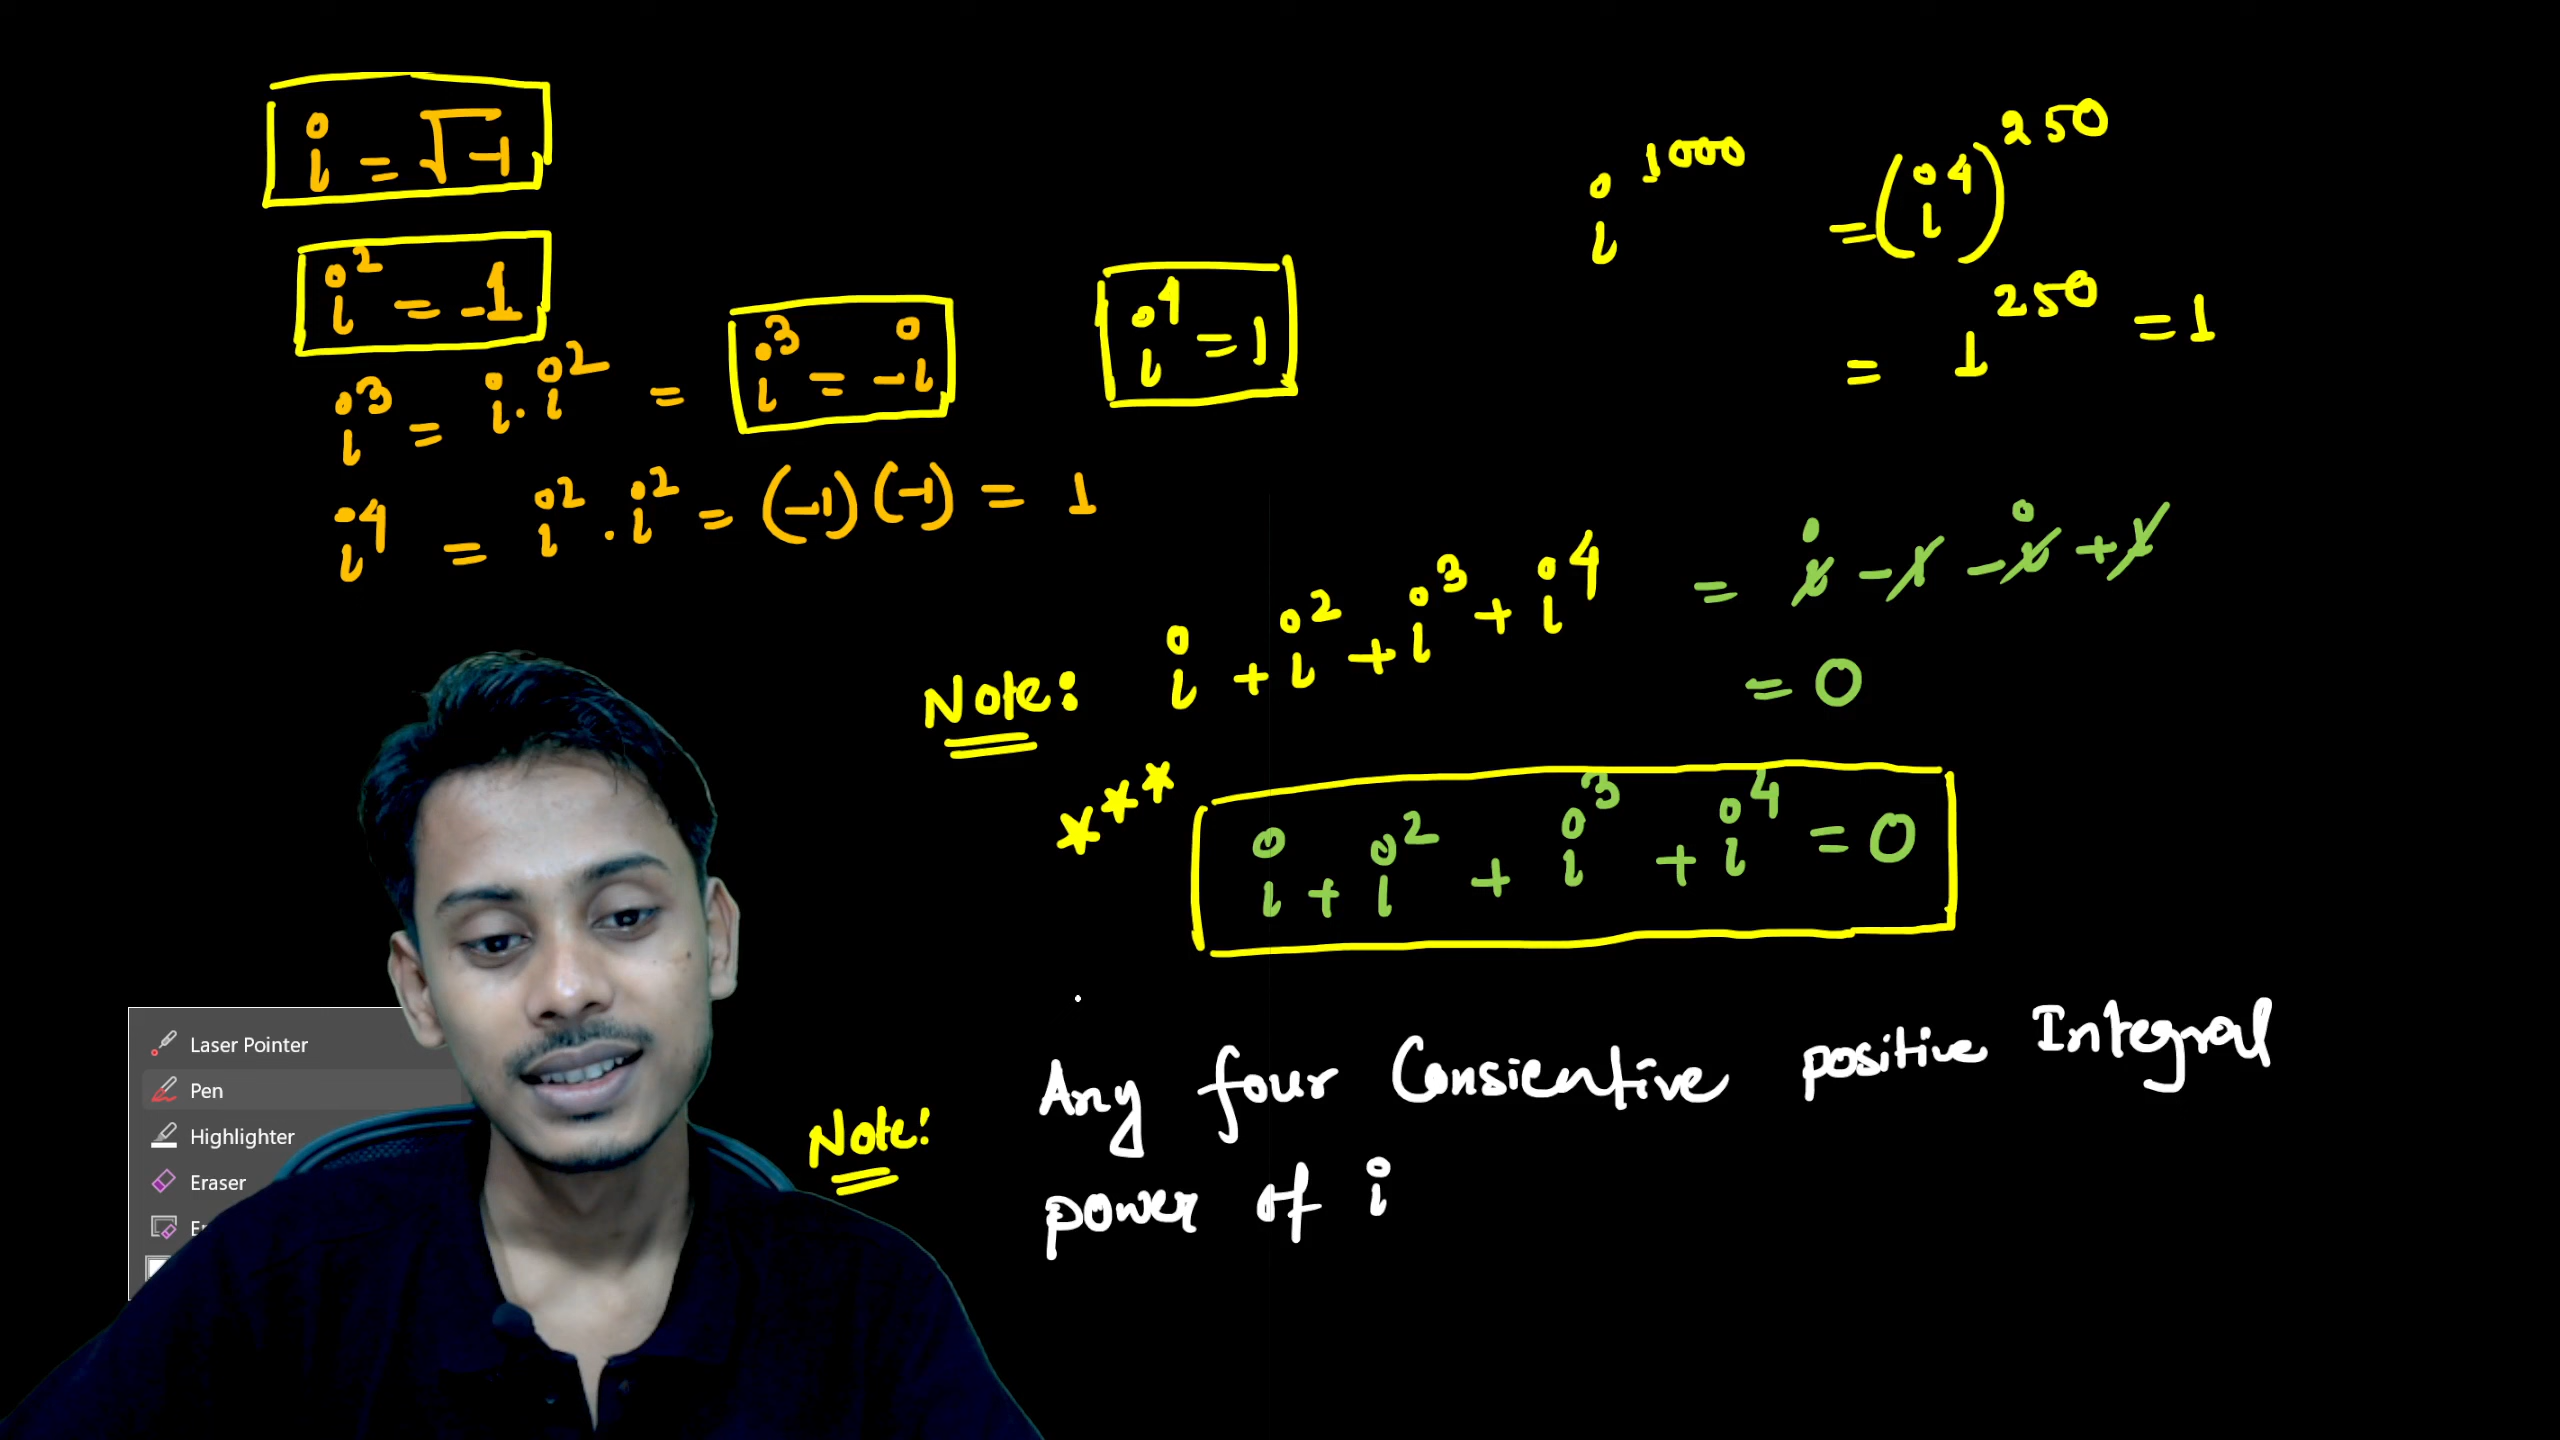 i = √-1
i² = -1
i³ = i·i² = i³ = -i
i⁴ = 1
i⁴ = i²·i² = (-1)(-1) = 1
i¹⁰⁰⁰ = (i⁴)²⁵⁰
= 1²⁵⁰ = 1
Note: i + i² + i³ + i⁴ = i - 1 - i + 1
= 0
*** i + i² + i³ + i⁴ = 0
Note: Any four Consicutive positive Integral
power of i
Laser Pointer
Pen
Highlighter
Eraser